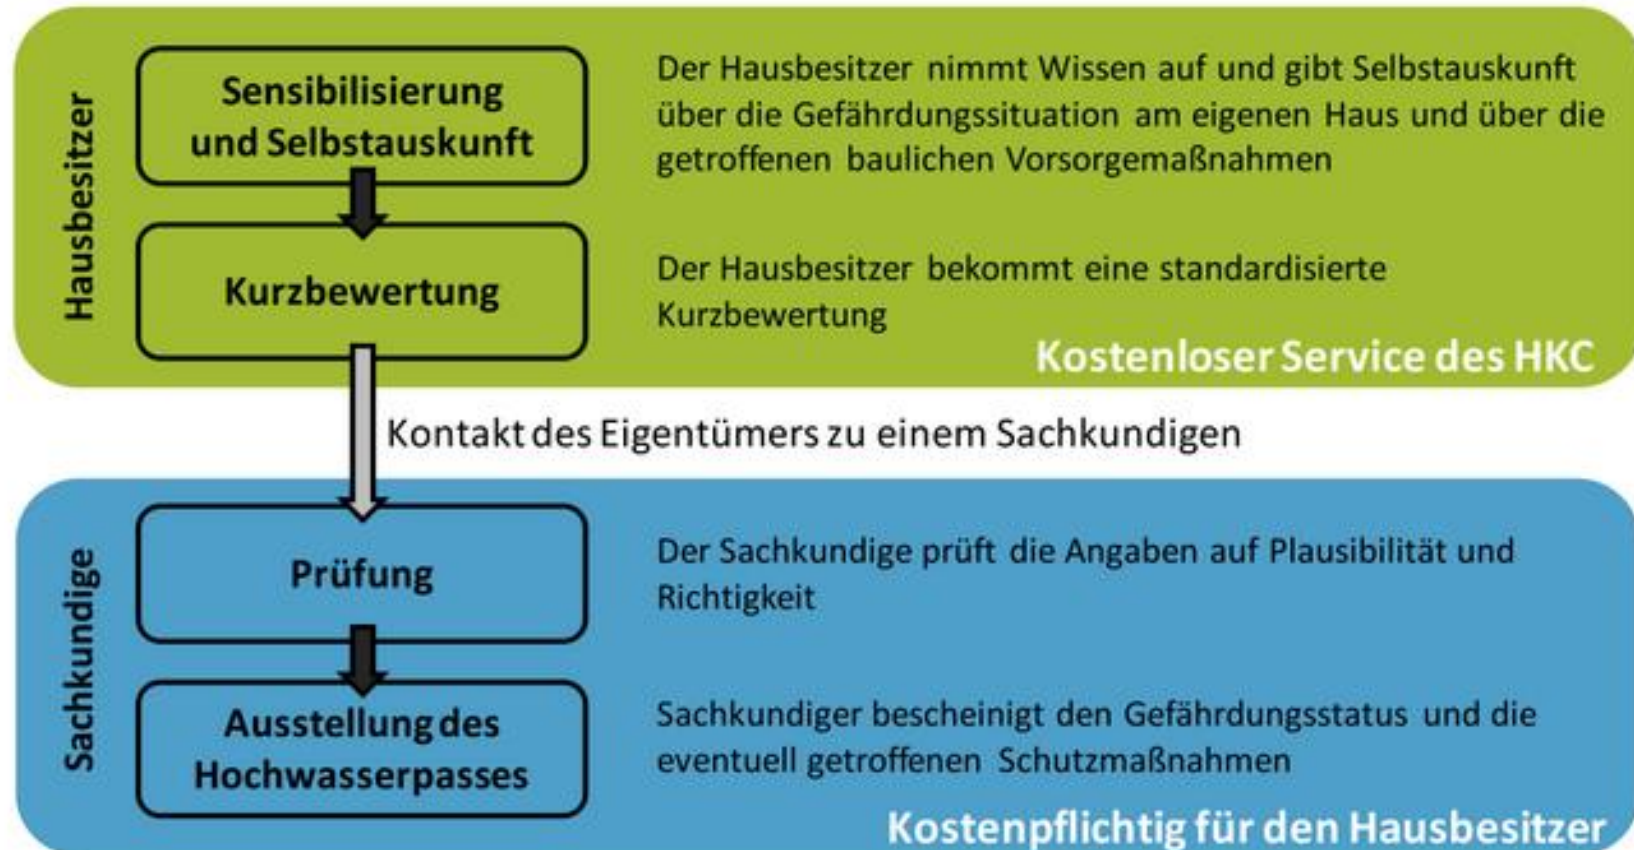 Hausbesitzer
Sensibilisierung
und Selbstauskunft
Der Hausbesitzer nimmt Wissen auf und gibt Selbstauskunft
über die Gefährdungssituation am eigenen Haus und über die
getroffenen baulichen Vorsorgemaßnahmen
Kurzbewertung
Der Hausbesitzer bekommt eine standardisierte
Kurzbewertung
Kostenloser Service des HKC
Kontakt des Eigentümers zu einem Sachkundigen
Sachkundige
Prüfung
Der Sachkundige prüft die Angaben auf Plausibilität und
Richtigkeit
Ausstellung des
Hochwasserpasses
Sachkundiger bescheinigt den Gefährdungsstatus und die
eventuell getroffenen Schutzmaßnahmen
Kostenpflichtig für den Hausbesitzer